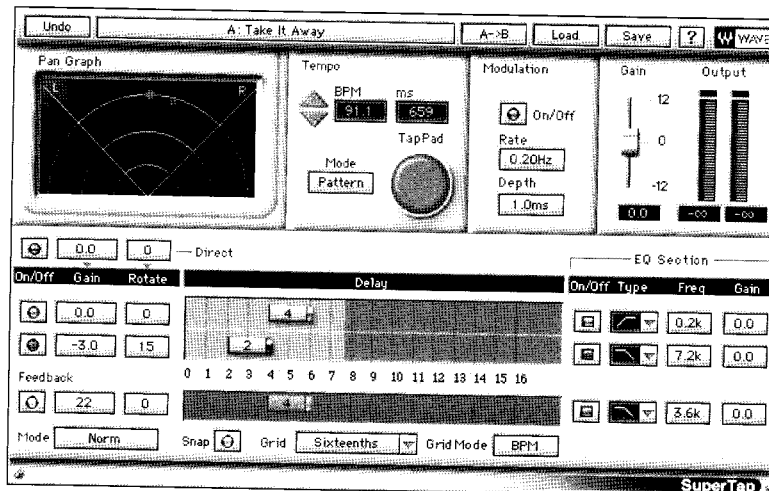 Undo A: Take It Away A->B Load Save ? WAVE
Pan Graph Tempo Modulation Gain Output
L R BPM ms 12
91.1 659 On/Off
TapPad Rate 0
0.20Hz
Mode Depth
Pattern 1.0ms -12
0.0 -∞ -∞
0.0 0 Direct EQ Section
On/Off Gain Rotate Delay On/Off Type Freq Gain
0.0 0 4 0.2k 0.0
-3.0 15 2 7.2k 0.0
0 1 2 3 4 5 6 7 8 9 10 11 12 13 14 15 16
Feedback
22 0 4 3.6k 0.0
Mode Norm Snap Grid Sixteenths Grid Mode BPM
SuperTap